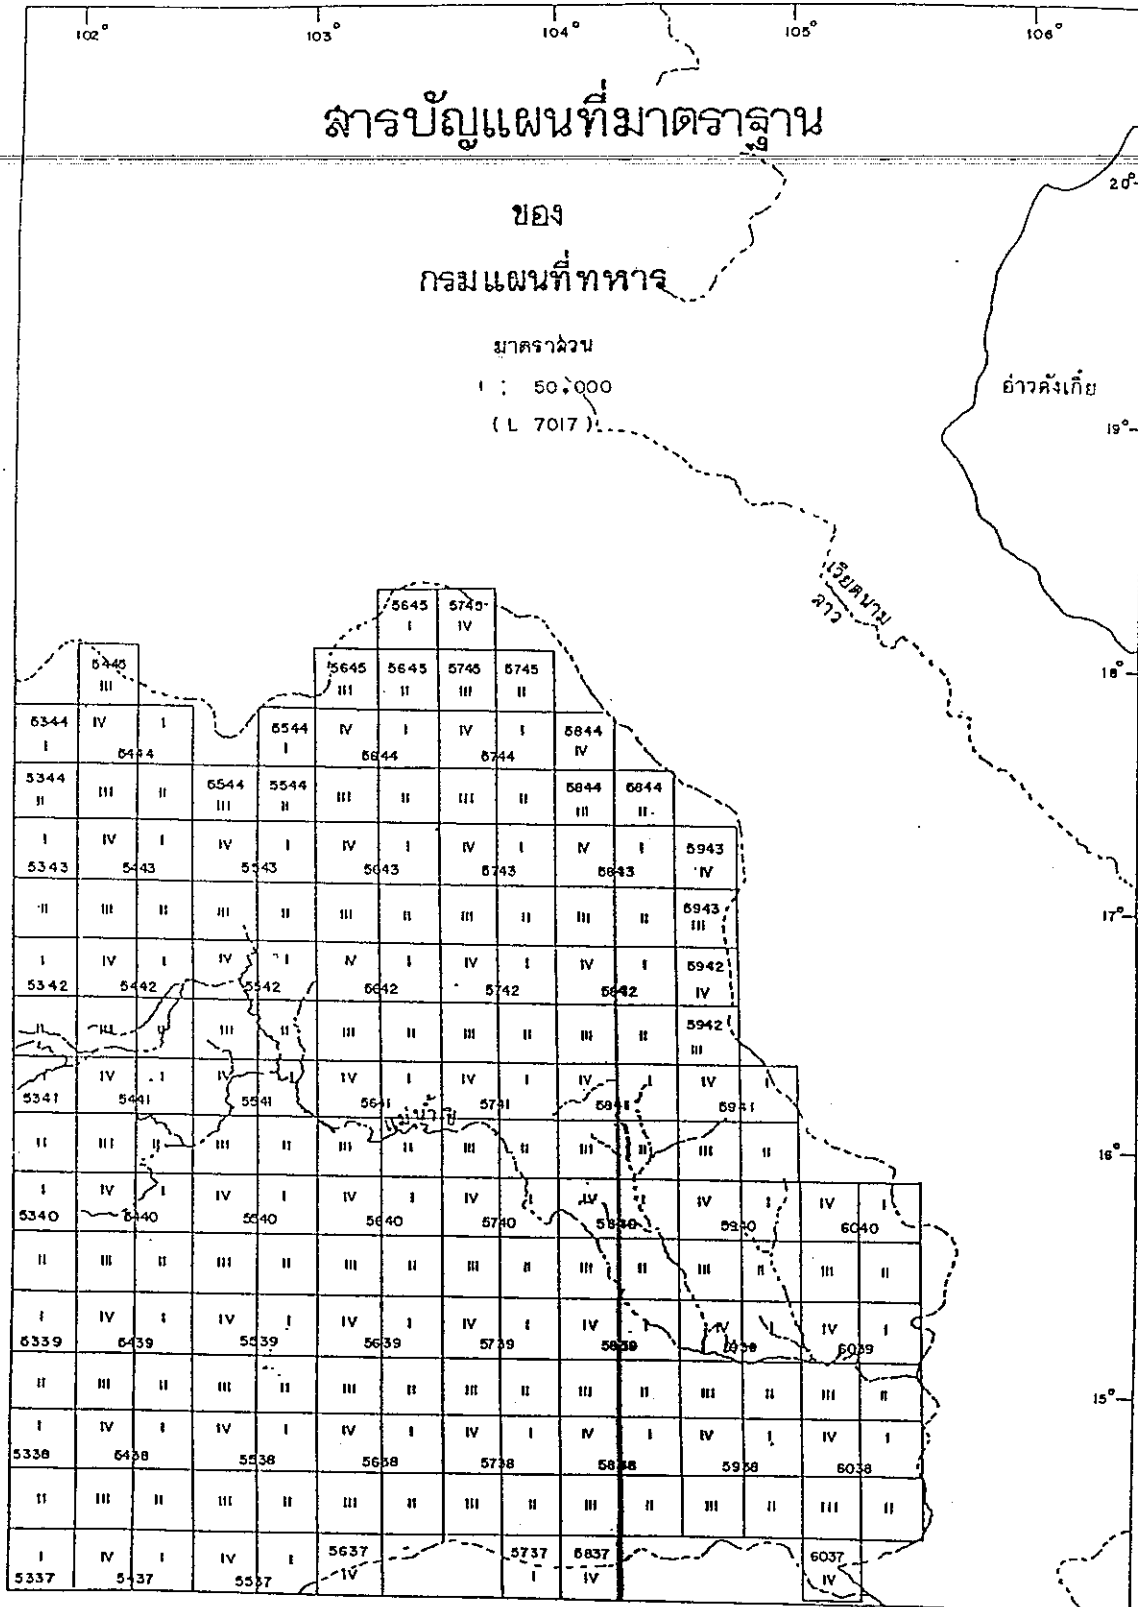 102° 103° 104° 105° 106°
สารบัญแผนที่มาตราฐาน
20°
ของ
กรมแผนที่ทหาร
มาตราส่วน
1 : 50,000
(L 7017)
อ่าวตังเกี๋ย
19°
เวียดนาม
ลาว
5645 5745
I IV
18°
5445 5645 5645 5745 5745
III III II III II
5344 IV I 5544 IV I IV I 5844
I 5444 I 5644 5744 IV
5344 III II 5544 5544 III II III II 5844 5844
II III II III II
I IV I IV I IV I IV I IV I 5943
5343 5443 5543 5643 5743 5843 IV
II III II III II III II III II III II 5943
III
17°
I IV I IV I IV I IV I IV I 5942
5342 5442 5542 5642 5742 5842 IV
II III II III II III II III II III II 5942
III
I IV I IV I IV I IV I IV I IV I
5341 5441 5541 5641 5741 5841 5941
แม่น้ำชี
II III II III II III II III II III II III II
16°
I IV I IV I IV I IV I IV I IV I IV I
5340 5440 5540 5640 5740 5840 5940 6040
II III II III II III II III II III II III II III II
I IV I IV I IV I IV I IV I IV I IV I
5339 5439 5539 5639 5739 5839 5939 6039
II III II III II III II III II III II III II III II
15°
I IV I IV I IV I IV I IV I IV I IV I
5338 5438 5538 5638 5738 5838 5938 6038
II III II III II III II III II III II III II III II
I IV I IV I 5637 5737 5837 6037
5337 5437 5537 IV I IV IV